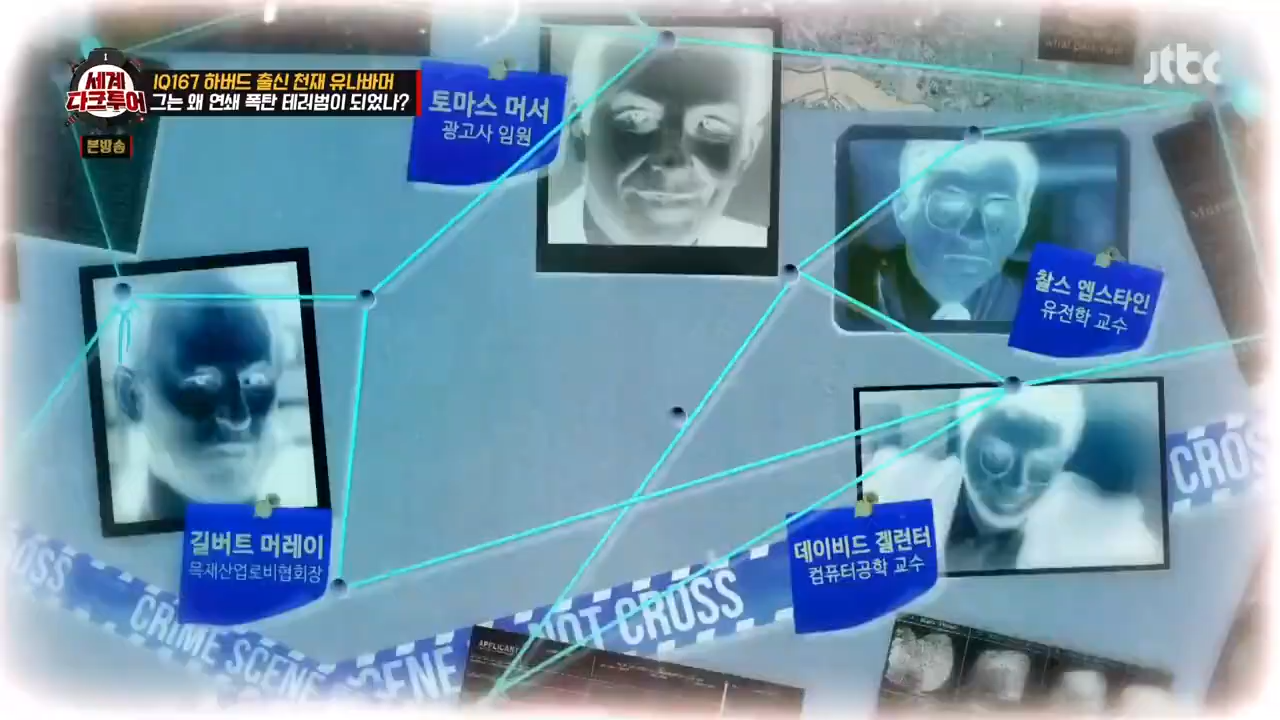 세계
다크투어
본방송
IQ167 하버드 출신 천재 유나바머
그는 왜 연쇄 폭탄 테러범이 되었나?
jtbc
토마스 머서
광고사 임원
찰스 엡스타인
유전학 교수
길버트 머레이
목재산업로비협회장
데이비드 겔런터
컴퓨터공학 교수
CROS
OSS
CRIME SCENE
SCENE
NOT CROSS
APPLICANT